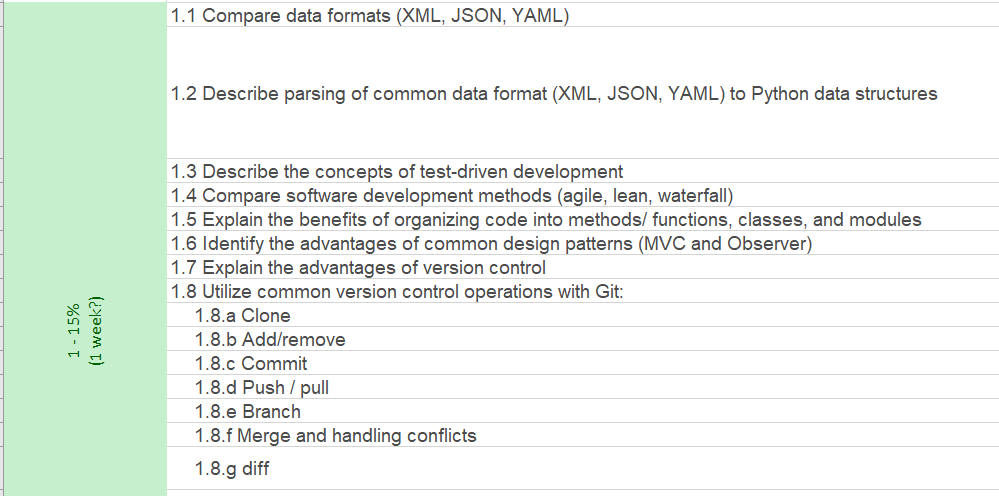 1.1 Compare data formats (XML, JSON, YAML)
1.2 Describe parsing of common data format (XML, JSON, YAML) to Python data structures
1.3 Describe the concepts of test-driven development
1.4 Compare software development methods (agile, lean, waterfall)
1.5 Explain the benefits of organizing code into methods/ functions, classes, and modules
1.6 Identify the advantages of common design patterns (MVC and Observer)
1.7 Explain the advantages of version control
1.8 Utilize common version control operations with Git:
1.8.a Clone
1.8.b Add/remove
1.8.c Commit
1.8.d Push / pull
1.8.e Branch
1.8.f Merge and handling conflicts
1.8.g diff
1 - 15%
(1 week?)